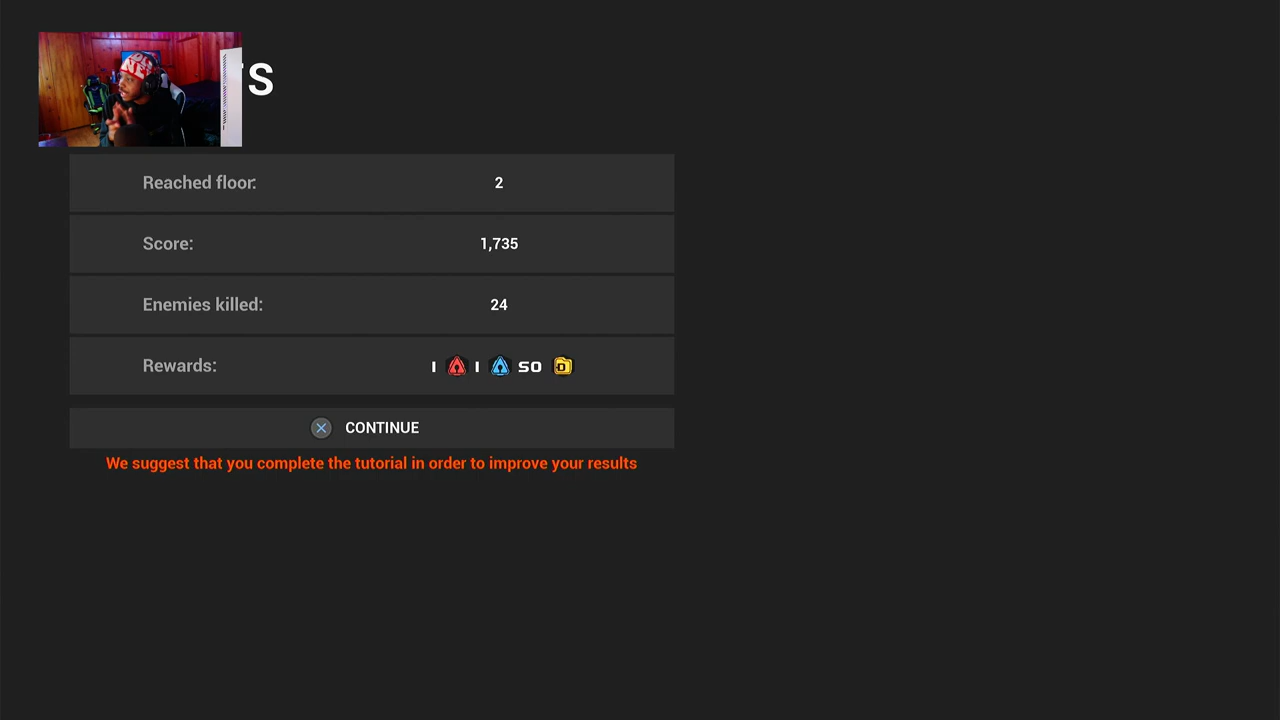 TS
Reached floor: 2
Score: 1,735
Enemies killed: 24
Rewards: 1 1 50 D
CONTINUE
We suggest that you complete the tutorial in order to improve your results